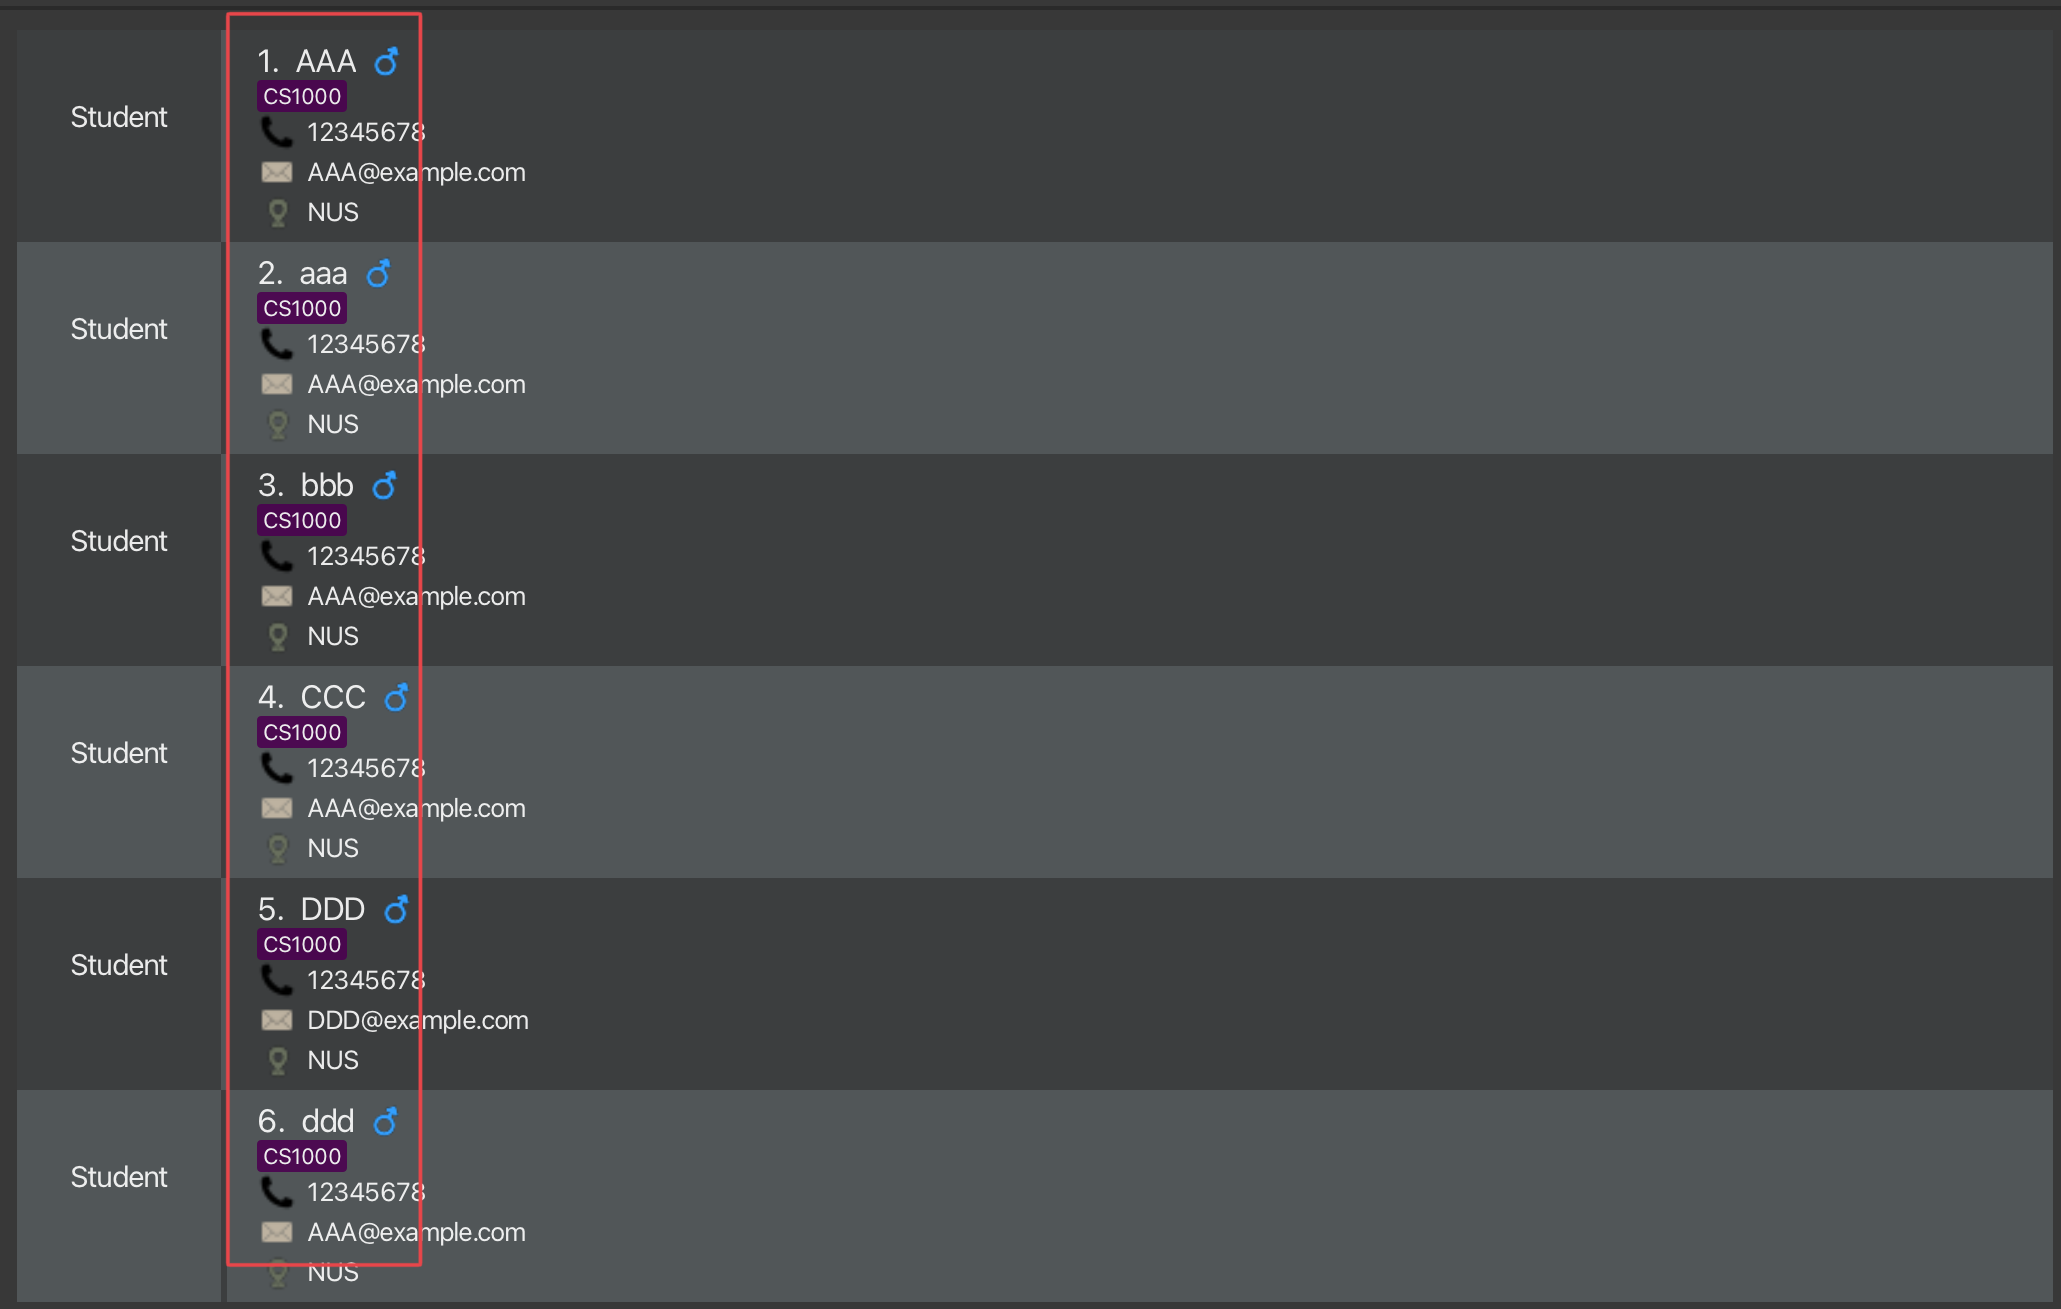 Student
1. AAA
CS1000
12345678
AAA@example.com
NUS
Student
2. aaa
CS1000
12345678
AAA@example.com
NUS
Student
3. bbb
CS1000
12345678
AAA@example.com
NUS
Student
4. CCC
CS1000
12345678
AAA@example.com
NUS
Student
5. DDD
CS1000
12345678
DDD@example.com
NUS
Student
6. ddd
CS1000
12345678
AAA@example.com
NUS